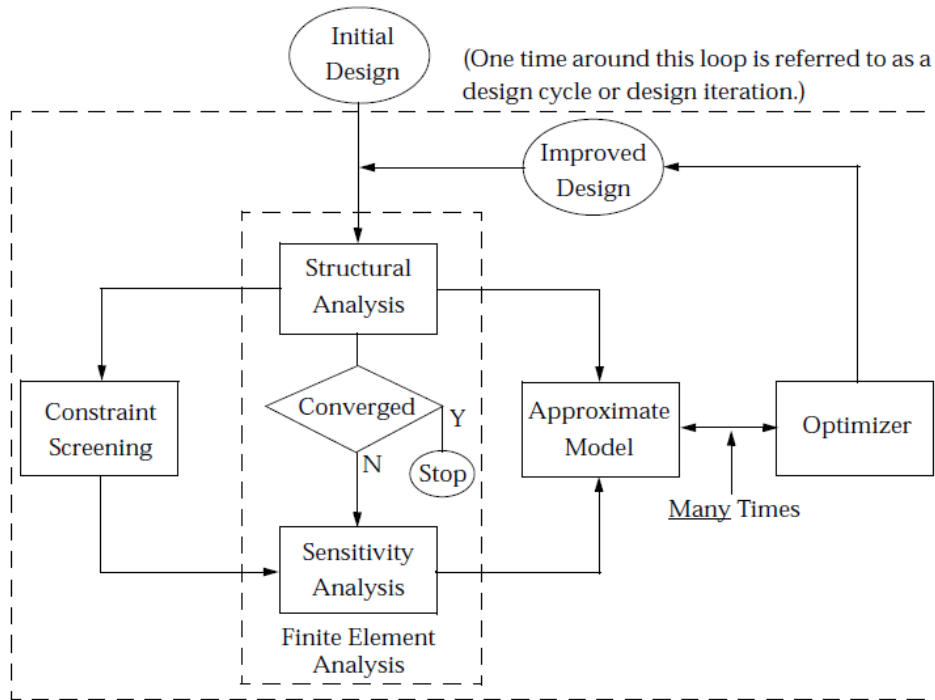 Initial
Design
(One time around this loop is referred to as a
design cycle or design iteration.)
Improved
Design
Structural
Analysis
Constraint
Screening
Converged
Y
N
Stop
Approximate
Model
Optimizer
Many Times
Sensitivity
Analysis
Finite Element
Analysis